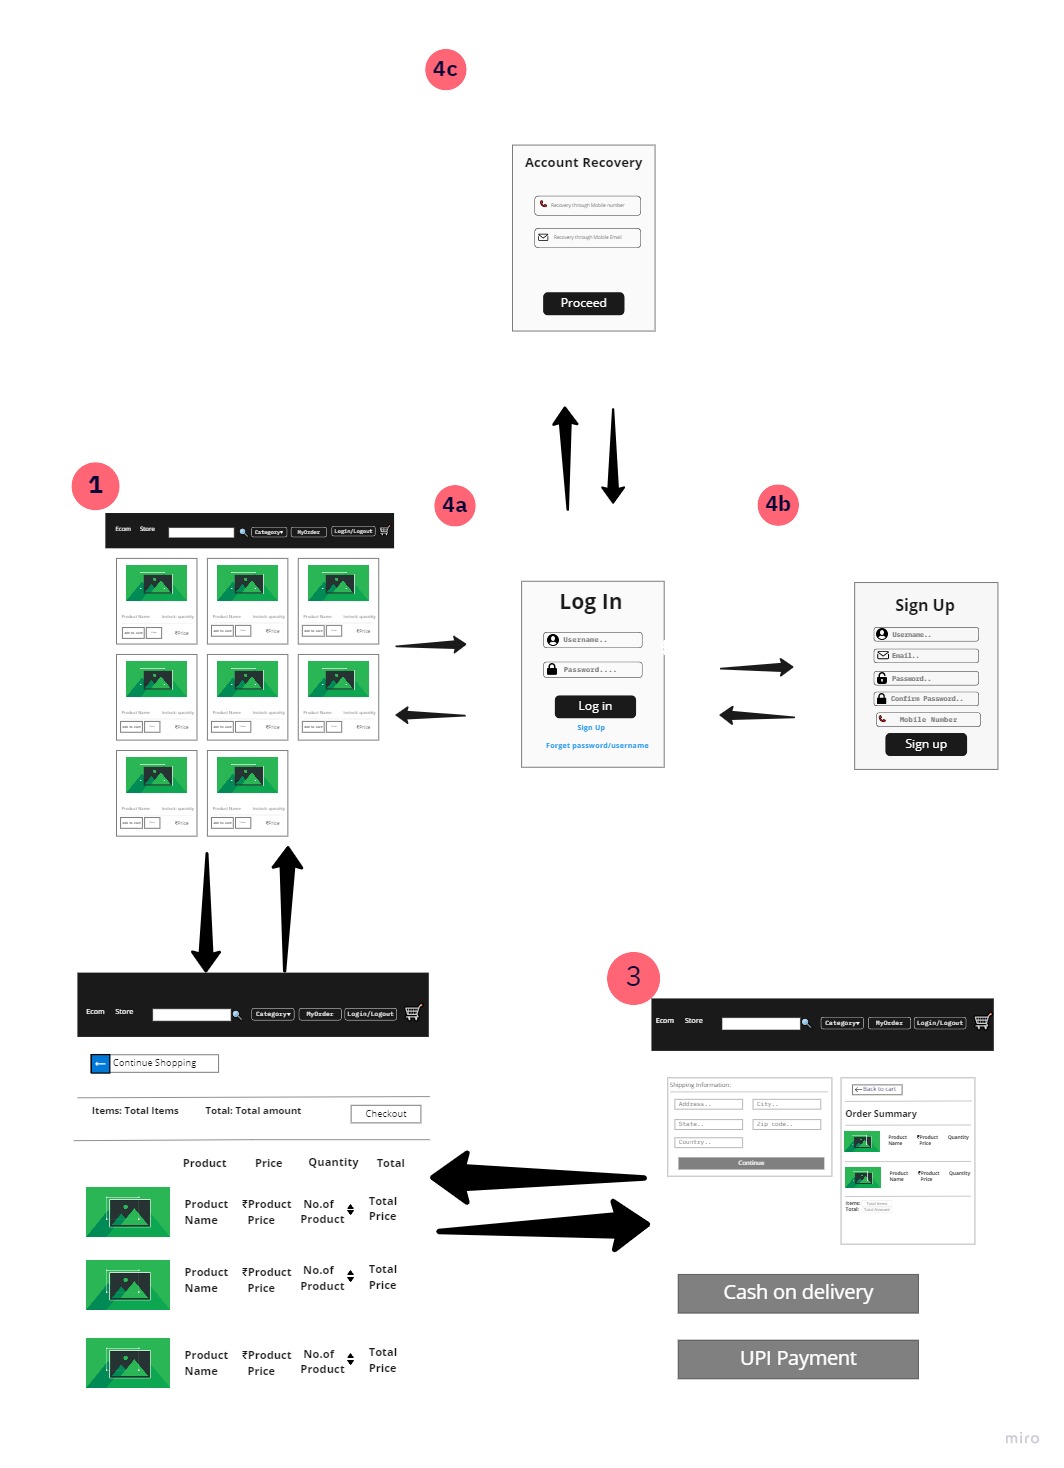 4c
Account Recovery
Recovery through Mobile number
Recovery through Mobile Email
Proceed
1
4a
4b
Ecom Store Category▾ MyOrder Login/Logout
Product Name Instock: quantity
Add to cart ₹Price
Product Name Instock: quantity
Add to cart ₹Price
Product Name Instock: quantity
Add to cart ₹Price
Product Name Instock: quantity
Add to cart ₹Price
Product Name Instock: quantity
Add to cart ₹Price
Product Name Instock: quantity
Add to cart ₹Price
Product Name Instock: quantity
Add to cart ₹Price
Product Name Instock: quantity
Add to cart ₹Price
Log In
Username..
Password....
Log in
Sign Up
Forget password/username
Sign Up
Username..
Email..
Password..
Confirm Password..
Mobile Number
Sign up
Ecom Store Category▾ MyOrder Login/Logout
Continue Shopping
Items: Total Items Total: Total amount Checkout
Product Price Quantity Total
Product ₹Product No.of Total
Name Price Product Price
Product ₹Product No.of Total
Name Price Product Price
Product ₹Product No.of Total
Name Price Product Price
3
Ecom Store Category▾ MyOrder Login/Logout
Shipping Information:
Address.. City..
State.. Zip code..
Country..
Continue
Back to cart
Order Summary
Product ₹Product Quantity
Name Price
Product ₹Product Quantity
Name Price
Items: Total Items
Total: Total Amount
Cash on delivery
UPI Payment
miro